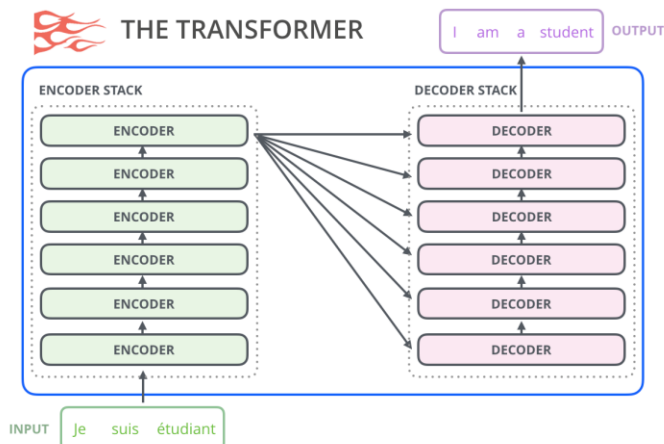 THE TRANSFORMER
I am a student OUTPUT
ENCODER STACK
DECODER STACK
ENCODER
DECODER
ENCODER
DECODER
ENCODER
DECODER
ENCODER
DECODER
ENCODER
DECODER
ENCODER
DECODER
INPUT Je suis étudiant